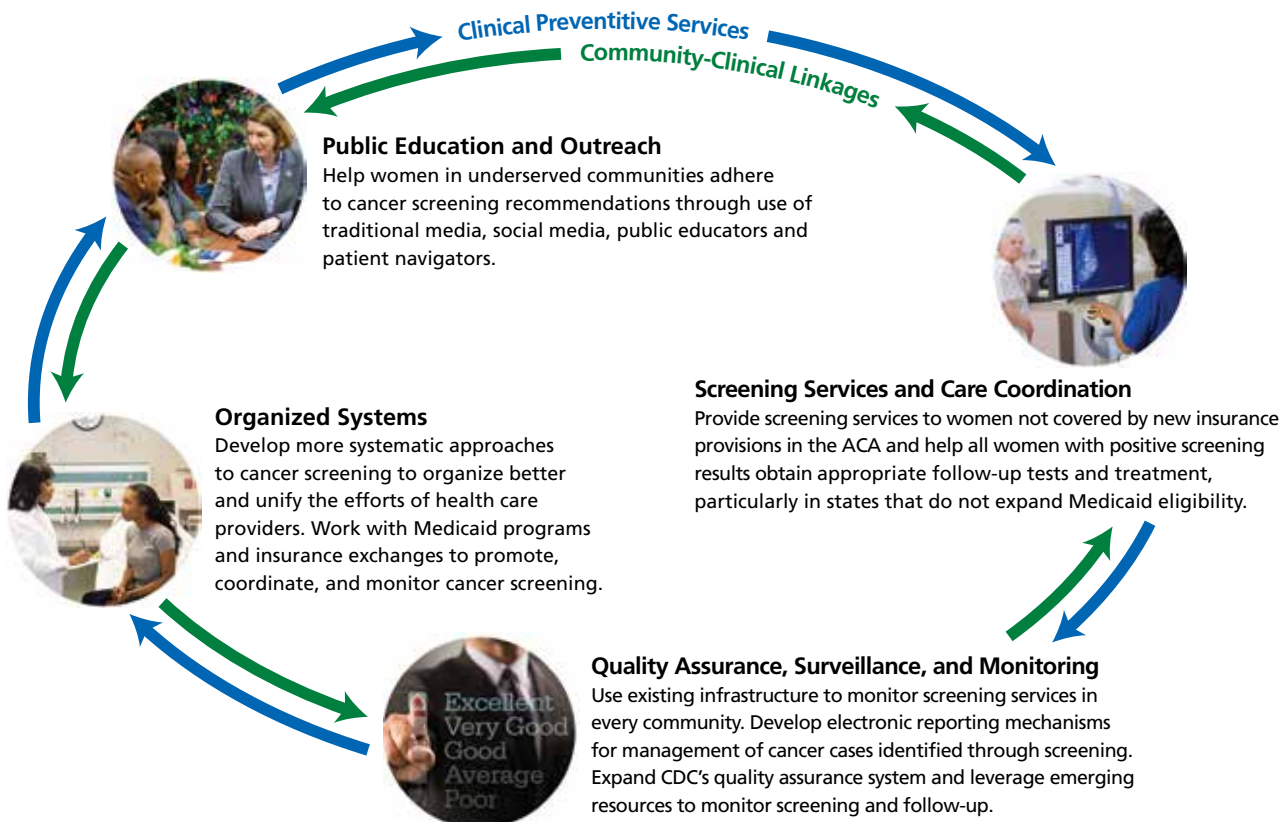 Clinical Preventitive Services
Community-Clinical Linkages
Public Education and Outreach
Help women in underserved communities adhere
to cancer screening recommendations through use of
traditional media, social media, public educators and
patient navigators.
Screening Services and Care Coordination
Provide screening services to women not covered by new insurance
provisions in the ACA and help all women with positive screening
results obtain appropriate follow-up tests and treatment,
particularly in states that do not expand Medicaid eligibility.
Organized Systems
Develop more systematic approaches
to cancer screening to organize better
and unify the efforts of health care
providers. Work with Medicaid programs
and insurance exchanges to promote,
coordinate, and monitor cancer screening.
Quality Assurance, Surveillance, and Monitoring
Use existing infrastructure to monitor screening services in
every community. Develop electronic reporting mechanisms
for management of cancer cases identified through screening.
Expand CDC's quality assurance system and leverage emerging
resources to monitor screening and follow-up.
Excellent
Very Good
Good
Average
Poor